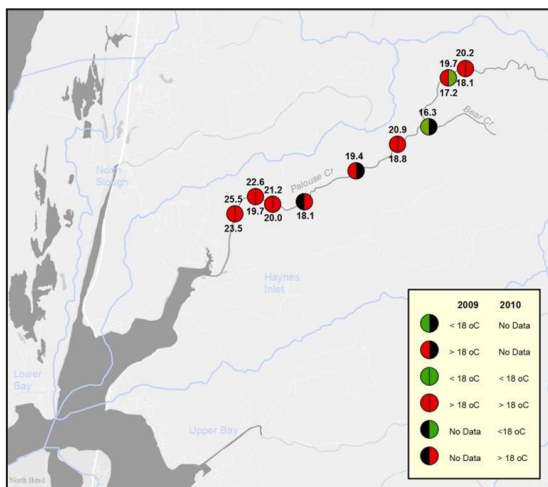 20.2
19.7
17.2
18.1
16.3
Bear Cr.
20.9
18.8
19.4
Palouse Cr
18.1
22.6
19.7
21.2
20.0
25.5
23.5
North
Slough
Haynes
Inlet
Lower
Bay
Upper Bay
North Bend
2009 2010
< 18 oC No Data
> 18 oC No Data
< 18 oC < 18 oC
> 18 oC > 18 oC
No Data <18 oC
No Data > 18 oC